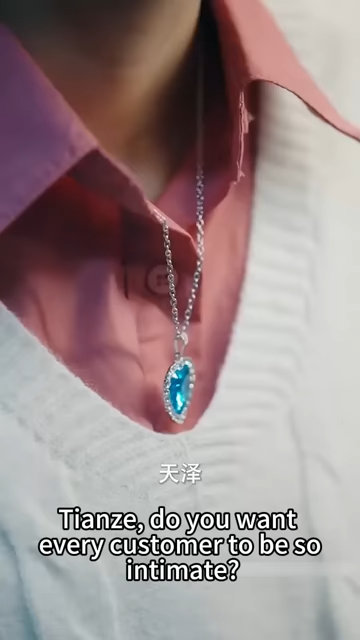 天泽
Tianze, do you want
every customer to be so
intimate?